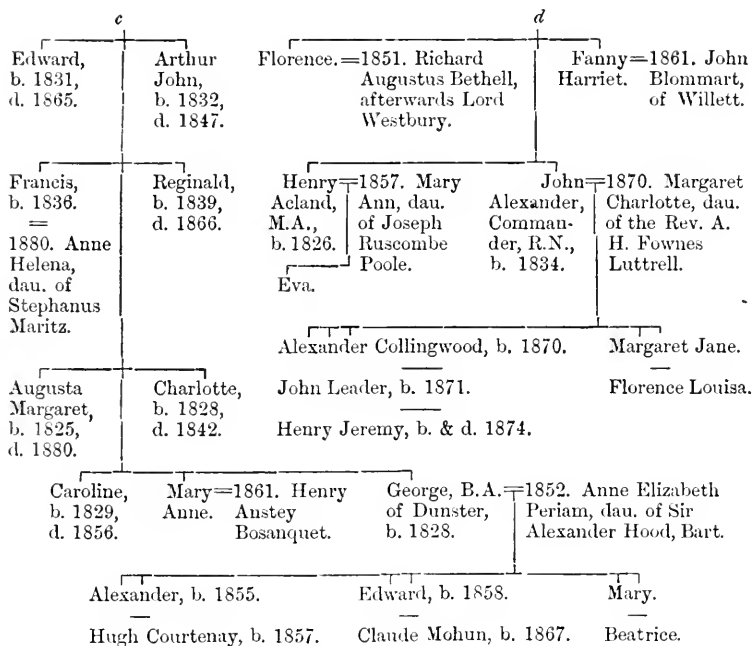 c
d
Edward,
b. 1831,
d. 1865.
Arthur
John,
b. 1832,
d. 1847.
Florence.=1851. Richard
Augustus Bethell,
afterwards Lord
Westbury.
Fanny=1861. John
Harriet. Blommart,
of Willett.
Francis,
b. 1836.
=
1880. Anne
Helena,
dau. of
Stephanus
Maritz.
Reginald,
b. 1839,
d. 1866.
Henry=1857. Mary
Acland, Ann, dau.
M.A., of Joseph
b. 1826. Ruscombe
Poole.
Eva.
John=1870. Margaret
Alexander, Charlotte, dau.
Comman- of the Rev. A.
der, R.N., H. Fownes
b. 1834. Luttrell.
Alexander Collingwood, b. 1870.
John Leader, b. 1871.
Henry Jeremy, b. & d. 1874.
Margaret Jane.
Florence Louisa.
Augusta
Margaret,
b. 1825,
d. 1880.
Charlotte,
b. 1828,
d. 1842.
Caroline,
b. 1829,
d. 1856.
Mary=1861. Henry
Anne. Anstey
Bosanquet.
George, B.A.=1852. Anne Elizabeth
of Dunster, Periam, dau. of Sir
b. 1828. Alexander Hood, Bart.
Alexander, b. 1855.
Hugh Courtenay, b. 1857.
Edward, b. 1858.
Claude Mohun, b. 1867.
Mary.
Beatrice.